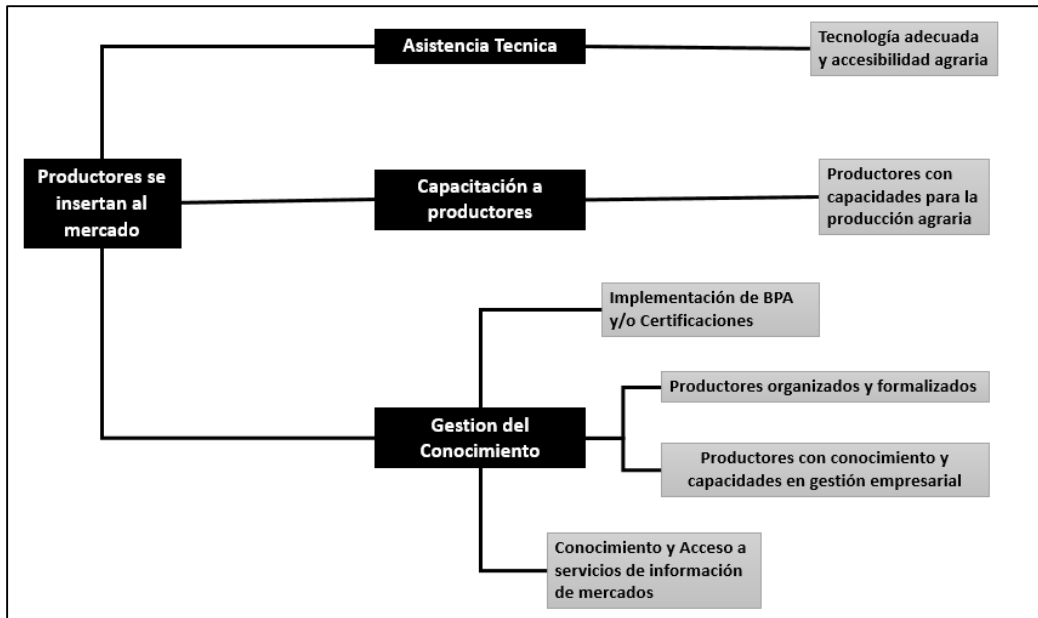 Asistencia Tecnica
Tecnología adecuada
y accesibilidad agraria
Productores se
insertan al
mercado
Capacitación a
productores
Productores con
capacidades para la
producción agraria
Implementación de BPA
y/o Certificaciones
Productores organizados y formalizados
Gestion del
Conocimiento
Productores con conocimiento y
capacidades en gestión empresarial
Conocimiento y Acceso a
servicios de información
de mercados